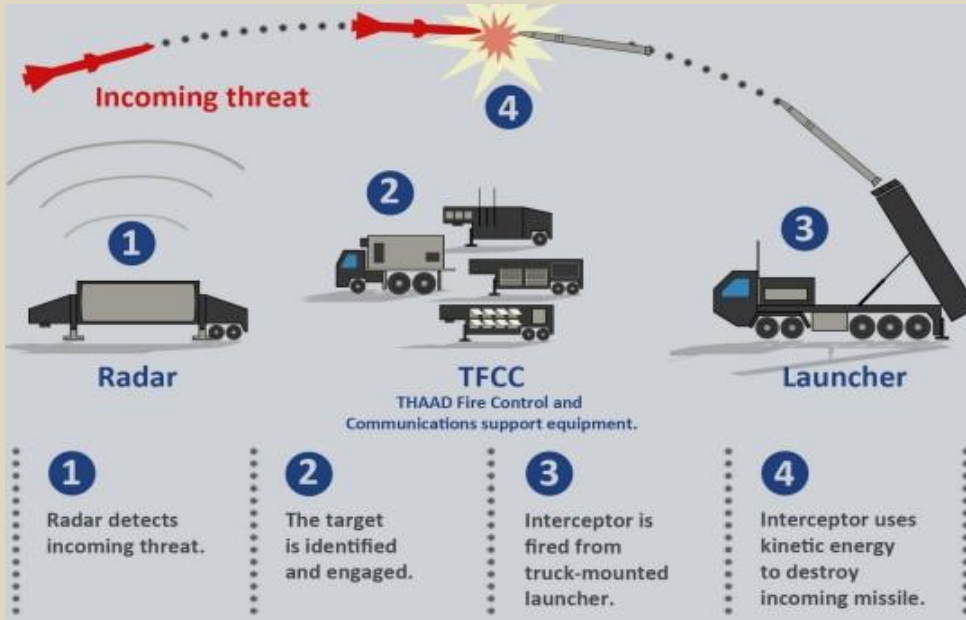 Incoming threat
4
1
2
3
Radar
TFCC
THAAD Fire Control and
Communications support equipment.
Launcher
1
Radar detects
incoming threat.
2
The target
is identified
and engaged.
3
Interceptor is
fired from
truck-mounted
launcher.
4
Interceptor uses
kinetic energy
to destroy
incoming missile.